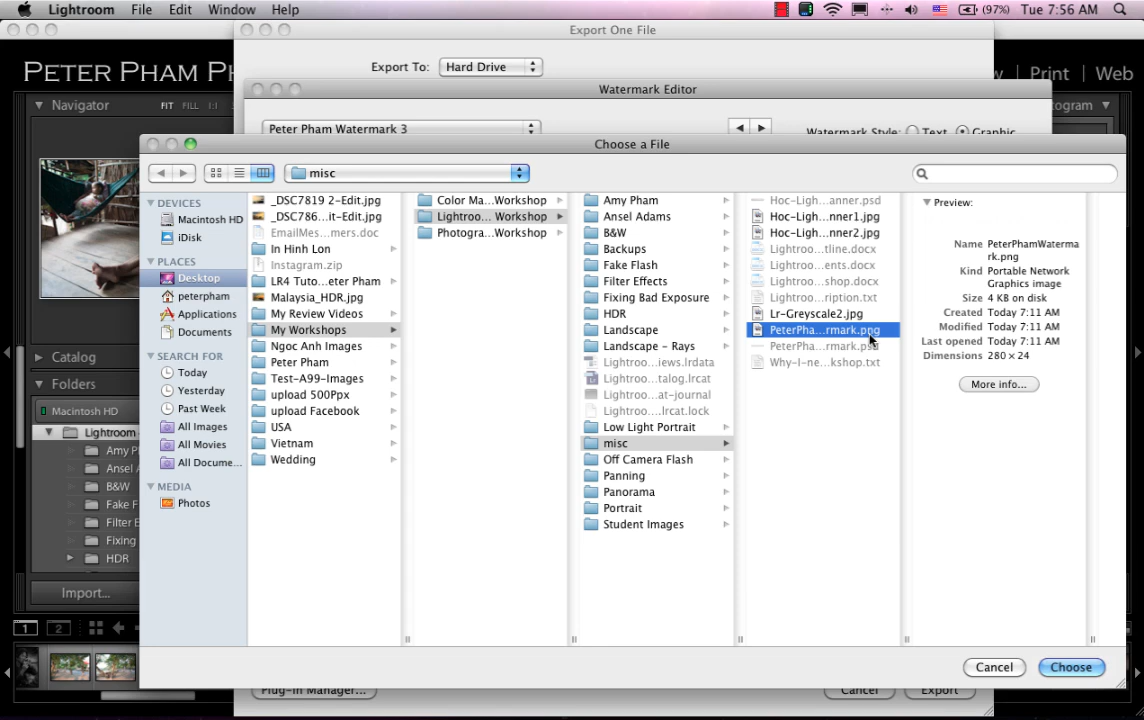 Lightroom File Edit Window Help (97%) Tue 7:56 AM
Export One File
Export To: Hard Drive
PETER PHAM
Print | Web
Watermark Editor
Navigator FIT FILL 1:1
Peter Pham Watermark 3
Watermark Style: Text Graphic
Choose a File
misc
DEVICES
Macintosh HD
iDisk
PLACES
Desktop
peterpham
Applications
Documents
SEARCH FOR
Today
Yesterday
Past Week
All Images
All Movies
All Docume...
MEDIA
Photos
_DSC7819 2-Edit.jpg
_DSC786...it-Edit.jpg
EmailMes...mers.doc
In Hinh Lon
Instagram.zip
LR4 Tuto...eter Pham
Malaysia_HDR.jpg
My Review Videos
My Workshops
Ngoc Anh Images
Peter Pham
Test-A99-Images
upload 500Ppx
upload Facebook
USA
Vietnam
Wedding
Color Ma...Workshop
Lightroo... Workshop
Photogra...Workshop
Amy Pham
Ansel Adams
B&W
Backups
Fake Flash
Filter Effects
Fixing Bad Exposure
HDR
Landscape
Landscape - Rays
Lightroo...iews.lrdata
Lightroo...talog.lrcat
Lightroo...at-journal
Lightroo....lrcat.lock
Low Light Portrait
misc
Off Camera Flash
Panning
Panorama
Portrait
Student Images
Hoc-Ligh...anner.psd
Hoc-Ligh...nner1.jpg
Hoc-Ligh...nner2.jpg
Lightroo...tline.docx
Lightroo...ents.docx
Lightroo...shop.docx
Lightroo...ription.txt
Lr-Greyscale2.jpg
PeterPha...rmark.png
Why-I-ne...kshop.txt
Preview:
Name PeterPhamWaterma
rk.png
Kind Portable Network
Graphics image
Size 4 KB on disk
Created Today 7:11 AM
Modified Today 7:11 AM
Last opened Today 7:11 AM
Dimensions 280 × 24
More info...
Catalog
Folders
Macintosh HD
Lightroom
Amy P
Ansel A
B&W
Fake F
Filter E
Fixing
HDR
Import...
1 2
Cancel Choose
Plug-in Manager... Cancel Export